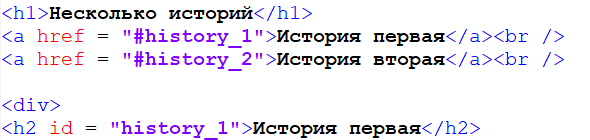 <h1>Несколько историй</h1>
<a href = "#history_1">История первая</a><br />
<a href = "#history_2">История вторая</a><br />
<div>
<h2 id = "history_1">История первая</h2>